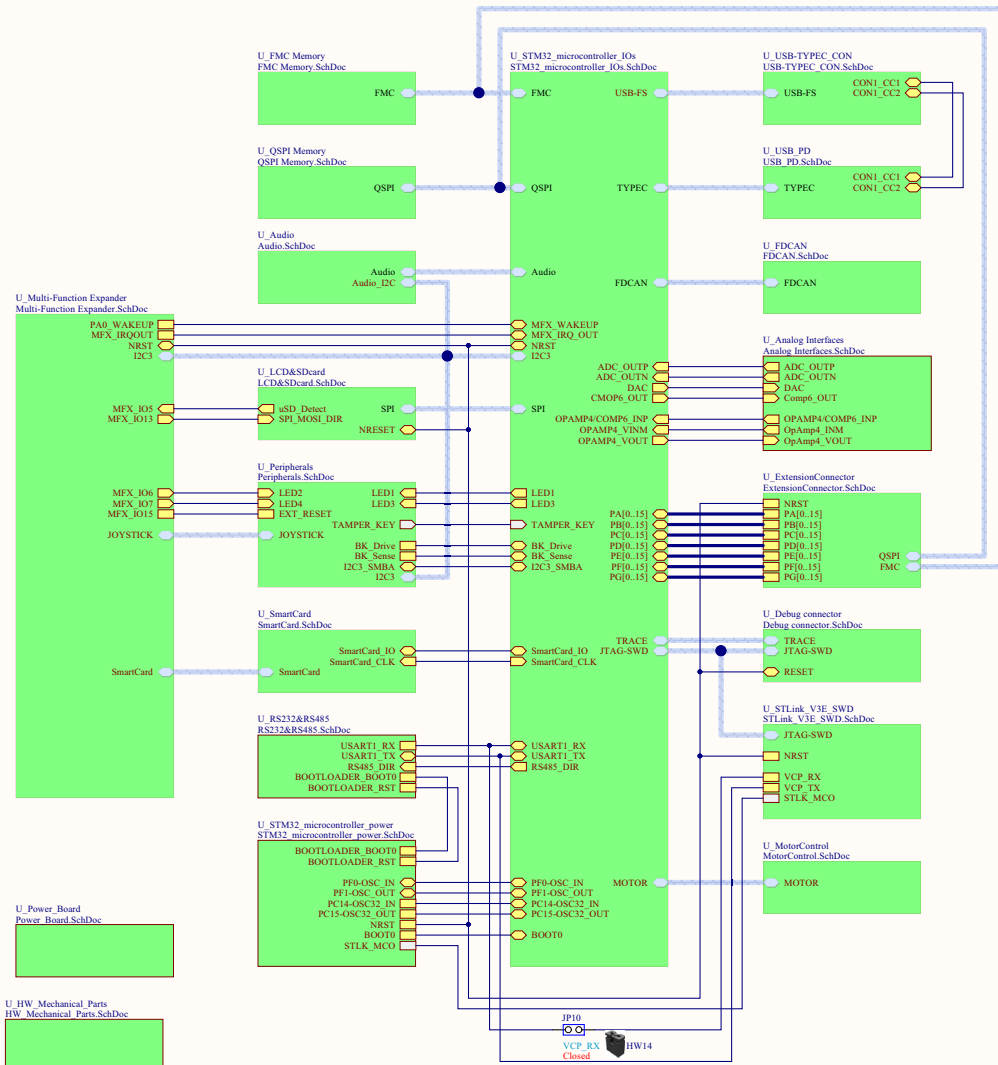 U_FMC Memory
FMC Memory.SchDoc
FMC
U_QSPI Memory
QSPI Memory.SchDoc
QSPI
U_Audio
Audio.SchDoc
Audio
Audio_I2C
U_Multi-Function Expander
Multi-Function Expander.SchDoc
PA0_WAKEUP
MFX_IRQOUT
NRST
I2C3
MFX_IO5
MFX_IO13
MFX_IO6
MFX_IO7
MFX_IO15
JOYSTICK
SmartCard
U_LCD&SDcard
LCD&SDcard.SchDoc
uSD_Detect
SPI_MOSI_DIR
SPI
NRESET
U_Peripherals
Peripherals.SchDoc
LED2
LED4
EXT_RESET
JOYSTICK
LED1
LED3
TAMPER_KEY
BK_Drive
BK_Sense
I2C3_SMBA
I2C3
U_SmartCard
SmartCard.SchDoc
SmartCard_IO
SmartCard_CLK
SmartCard
U_RS232&RS485
RS232&RS485.SchDoc
USART1_RX
USART1_TX
RS485_DIR
BOOTLOADER_BOOT0
BOOTLOADER_RST
U_STM32_microcontroller_power
STM32_microcontroller_power.SchDoc
BOOTLOADER_BOOT0
BOOTLOADER_RST
PF0-OSC_IN
PF1-OSC_OUT
PC14-OSC32_IN
PC15-OSC32_OUT
NRST
BOOT0
STLK_MCO
U_Power_Board
Power_Board.SchDoc
U_HW_Mechanical_Parts
HW_Mechanical_Parts.SchDoc
U_STM32_microcontroller_IOs
STM32_microcontroller_IOs.SchDoc
FMC
QSPI
Audio
MFX_WAKEUP
MFX_IRQ_OUT
NRST
I2C3
SPI
LED1
LED3
TAMPER_KEY
BK_Drive
BK_Sense
I2C3_SMBA
SmartCard_IO
SmartCard_CLK
USART1_RX
USART1_TX
RS485_DIR
PF0-OSC_IN
PF1-OSC_OUT
PC14-OSC32_IN
PC15-OSC32_OUT
BOOT0
USB-FS
TYPEC
FDCAN
ADC_OUTP
ADC_OUTN
DAC
CMOP6_OUT
OPAMP4/COMP6_INP
OPAMP4_VINM
OPAMP4_VOUT
PA[0..15]
PB[0..15]
PC[0..15]
PD[0..15]
PE[0..15]
PF[0..15]
PG[0..15]
TRACE
JTAG-SWD
MOTOR
U_USB-TYPEC_CON
USB-TYPEC_CON.SchDoc
USB-FS
CON1_CC1
CON1_CC2
U_USB_PD
USB_PD.SchDoc
TYPEC
CON1_CC1
CON1_CC2
U_FDCAN
FDCAN.SchDoc
FDCAN
U_Analog Interfaces
Analog Interfaces.SchDoc
ADC_OUTP
ADC_OUTN
DAC
Comp6_OUT
OPAMP4/COMP6_INP
OpAmp4_INM
OpAmp4_VOUT
U_ExtensionConnector
ExtensionConnector.SchDoc
NRST
PA[0..15]
PB[0..15]
PC[0..15]
PD[0..15]
PE[0..15]
PF[0..15]
PG[0..15]
QSPI
FMC
U_Debug connector
Debug connector.SchDoc
TRACE
JTAG-SWD
RESET
U_STLink_V3E_SWD
STLink_V3E_SWD.SchDoc
JTAG-SWD
NRST
VCP_RX
VCP_TX
STLK_MCO
U_MotorControl
MotorControl.SchDoc
MOTOR
JP10
VCP_RX
Closed
HW14